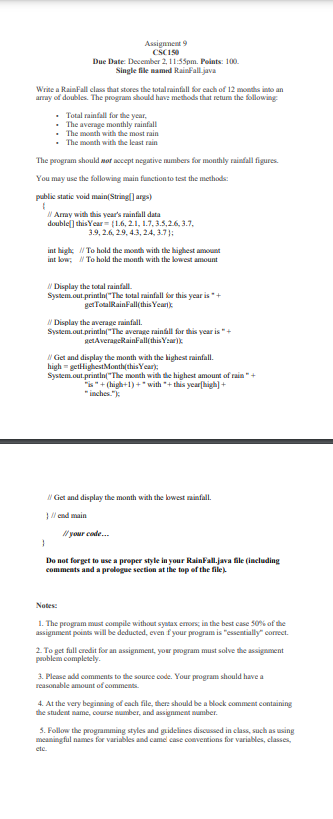 Assignment 9
CSC150
Due Date: December 2, 11:55pm. Points: 100.
Single file named RainFall.java
Write a RainFall class that stores the total rainfall for each of 12 months into an
array of doubles. The program should have methods that return the following:
• Total rainfall for the year,
• The average monthly rainfall
• The month with the most rain
• The month with the least rain
The program should not accept negative numbers for monthly rainfall figures.
You may use the following main function to test the methods:
public static void main(String[] args)
{
// Array with this year's rainfall data
double[] thisYear = {1.6, 2.1, 1.7, 3.5, 2.6, 3.7,
3.9, 2.6, 2.9, 4.3, 2.4, 3.7 };
int high; // To hold the month with the highest amount
int low; // To hold the month with the lowest amount
// Display the total rainfall.
System.out.println("The total rainfall for this year is " +
getTotalRainFall(thisYear));
// Display the average rainfall.
System.out.println("The average rainfall for this year is " +
getAverageRainFall(thisYear));
// Get and display the month with the highest rainfall.
high = getHighestMonth(thisYear);
System.out.println("The month with the highest amount of rain " +
"is " + (high+1) + " with "+ this year[high] +
" inches.");
// Get and display the month with the lowest rainfall.
} // end main
// your code…
}
Do not forget to use a proper style in your RainFall.java file (including
comments and a prologue section at the top of the file).
Notes:
1. The program must compile without syntax errors; in the best case 50% of the
assignment points will be deducted, even if your program is "essentially" correct.
2. To get full credit for an assignment, your program must solve the assignment
problem completely.
3. Please add comments to the source code. Your program should have a
reasonable amount of comments.
4. At the very beginning of each file, there should be a block comment containing
the student name, course number, and assignment number.
5. Follow the programming styles and guidelines discussed in class, such as using
meaningful names for variables and camel case conventions for variables, classes,
etc.